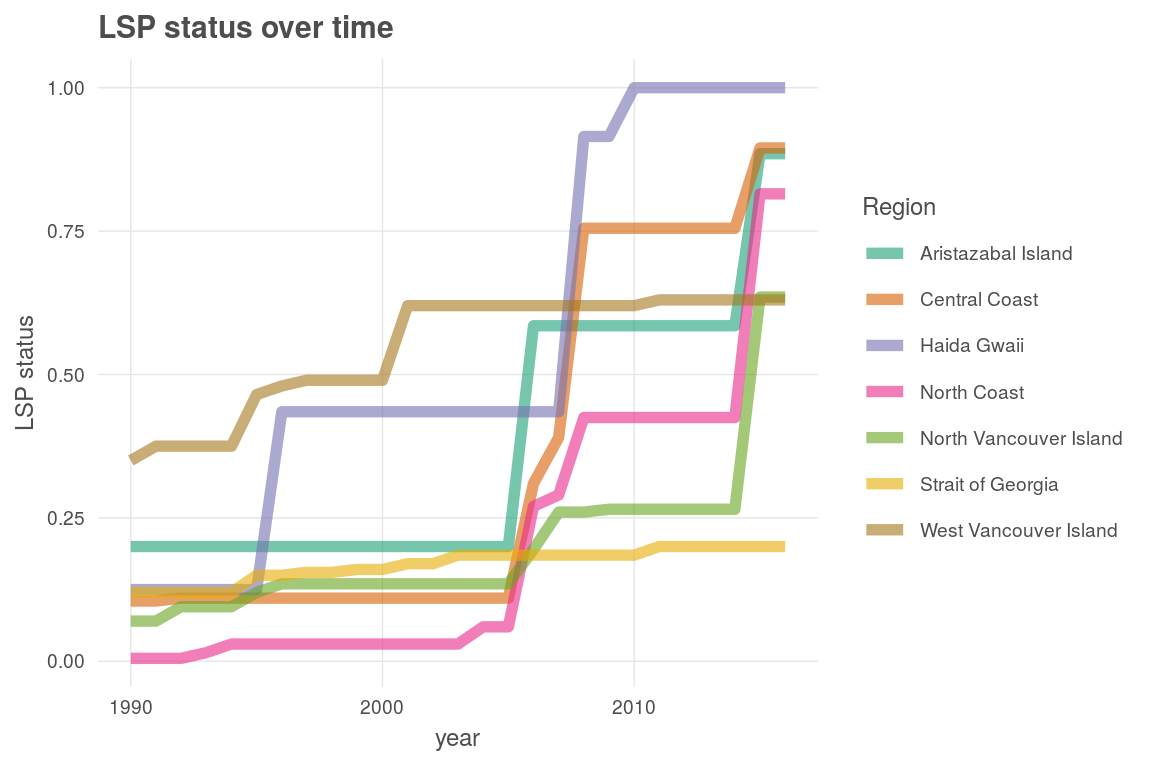 LSP status over time
1.00
0.75
0.50
0.25
0.00
LSP status
1990 2000 2010
year
Region
Aristazabal Island
Central Coast
Haida Gwaii
North Coast
North Vancouver Island
Strait of Georgia
West Vancouver Island